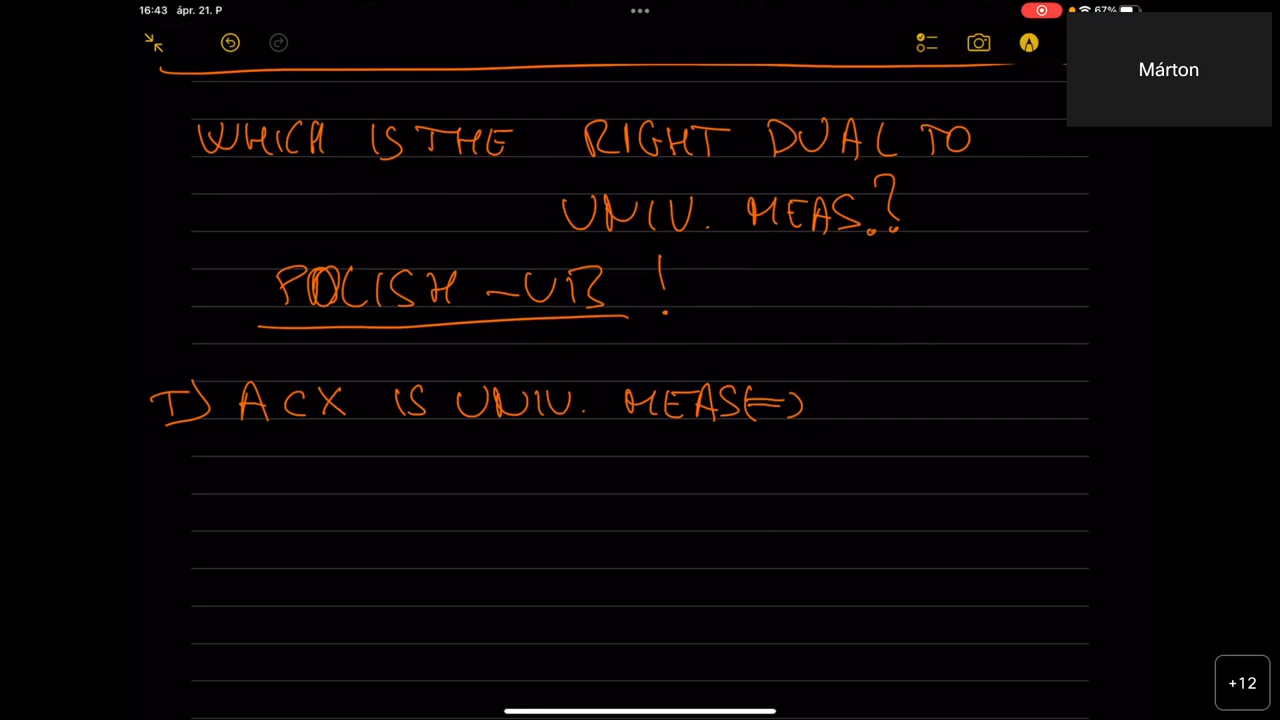 16:43 ápr. 21. P
67%
Márton
WHICH IS THE RIGHT DUAL TO
UNIV. MEAS.?
POLISH-UB!
T) A⊂X IS UNIV. MEAS⇔
+12